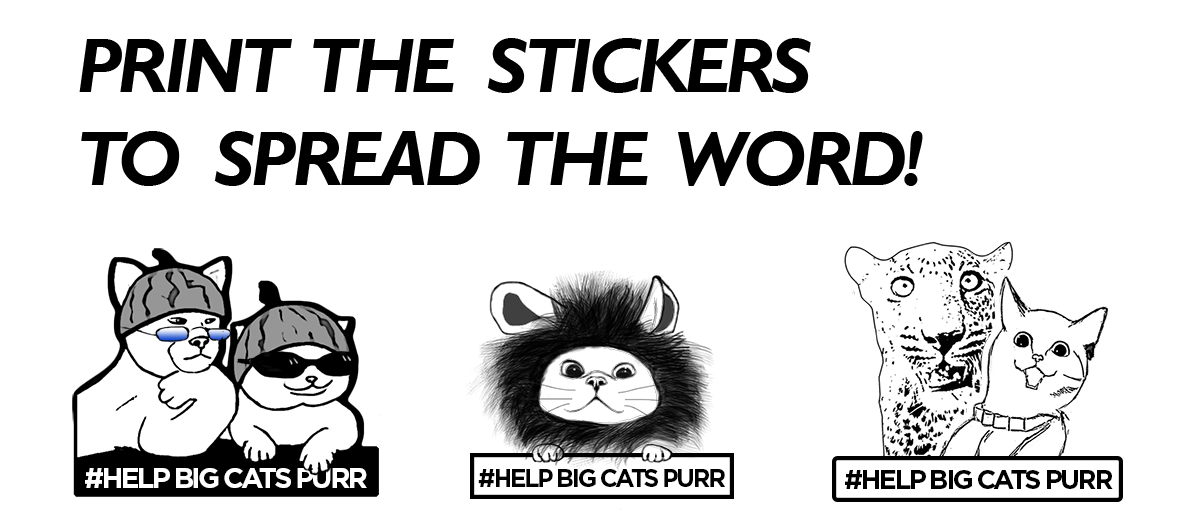 PRINT THE STICKERS
TO SPREAD THE WORD!
#HELP BIG CATS PURR
#HELP BIG CATS PURR
#HELP BIG CATS PURR